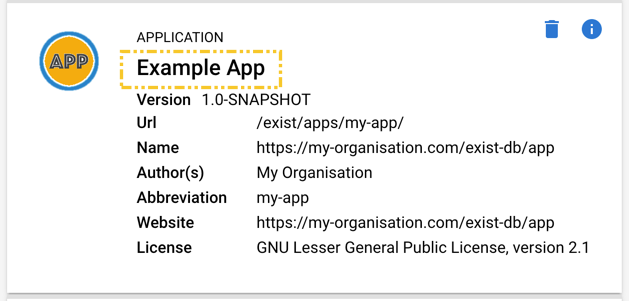 APPLICATION
APP
Example App
Version 1.0-SNAPSHOT
Url /exist/apps/my-app/
Name https://my-organisation.com/exist-db/app
Author(s) My Organisation
Abbreviation my-app
Website https://my-organisation.com/exist-db/app
License GNU Lesser General Public License, version 2.1